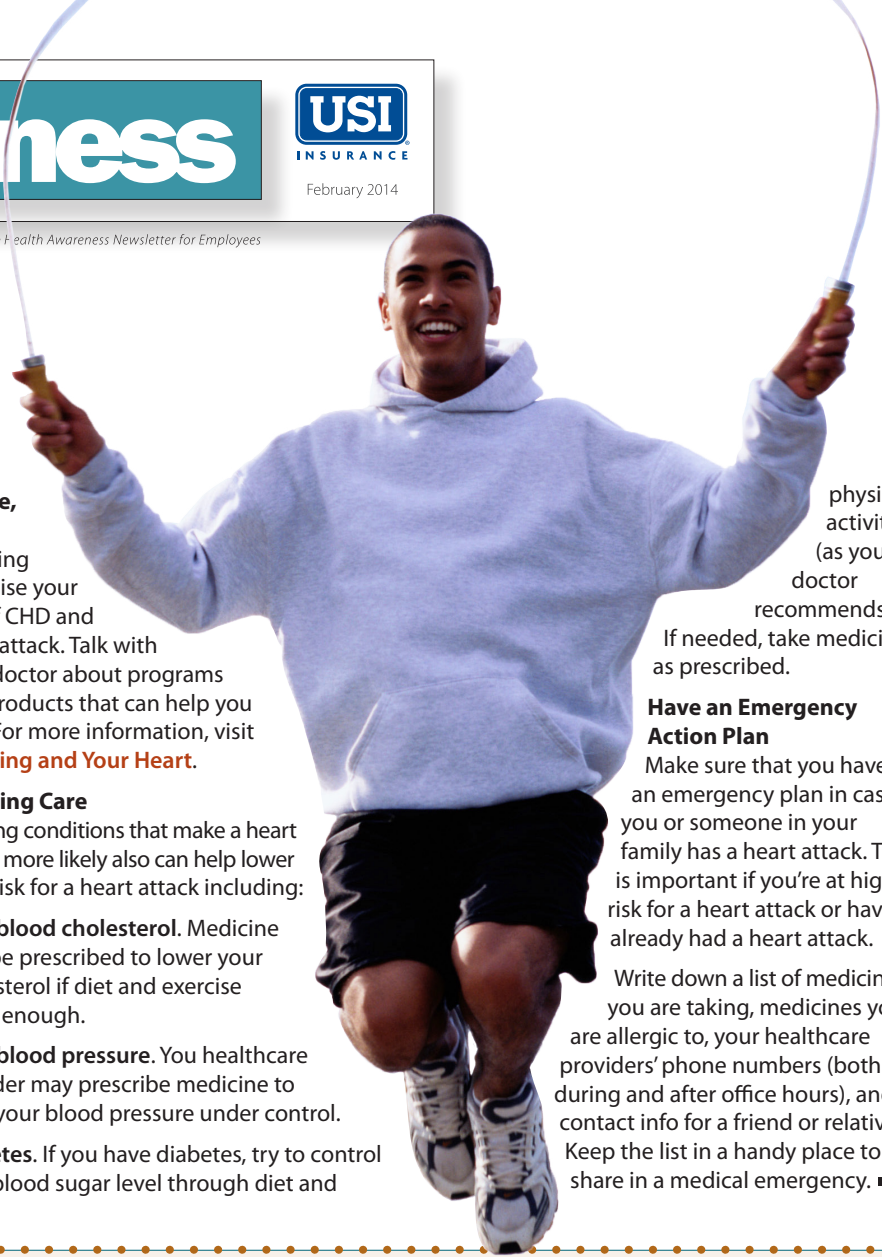 ness
USI
INSURANCE
February 2014
Health Awareness Newsletter for Employees
e,
ing
ise your
CHD and
attack. Talk with
doctor about programs
roducts that can help you
For more information, visit
ing and Your Heart.
ing Care
ng conditions that make a heart
more likely also can help lower
risk for a heart attack including:
blood cholesterol. Medicine
be prescribed to lower your
sterol if diet and exercise
enough.
blood pressure. You healthcare
der may prescribe medicine to
your blood pressure under control.
etes. If you have diabetes, try to control
blood sugar level through diet and
physi
activit
(as you
doctor
recommends
If needed, take medici
as prescribed.
Have an Emergency
Action Plan
Make sure that you have
an emergency plan in cas
you or someone in your
family has a heart attack. T
is important if you’re at hig
risk for a heart attack or hav
already had a heart attack.
Write down a list of medicin
you are taking, medicines yo
are allergic to, your healthcare
providers’ phone numbers (both
during and after office hours), and
contact info for a friend or relativ
Keep the list in a handy place to
share in a medical emergency. ■